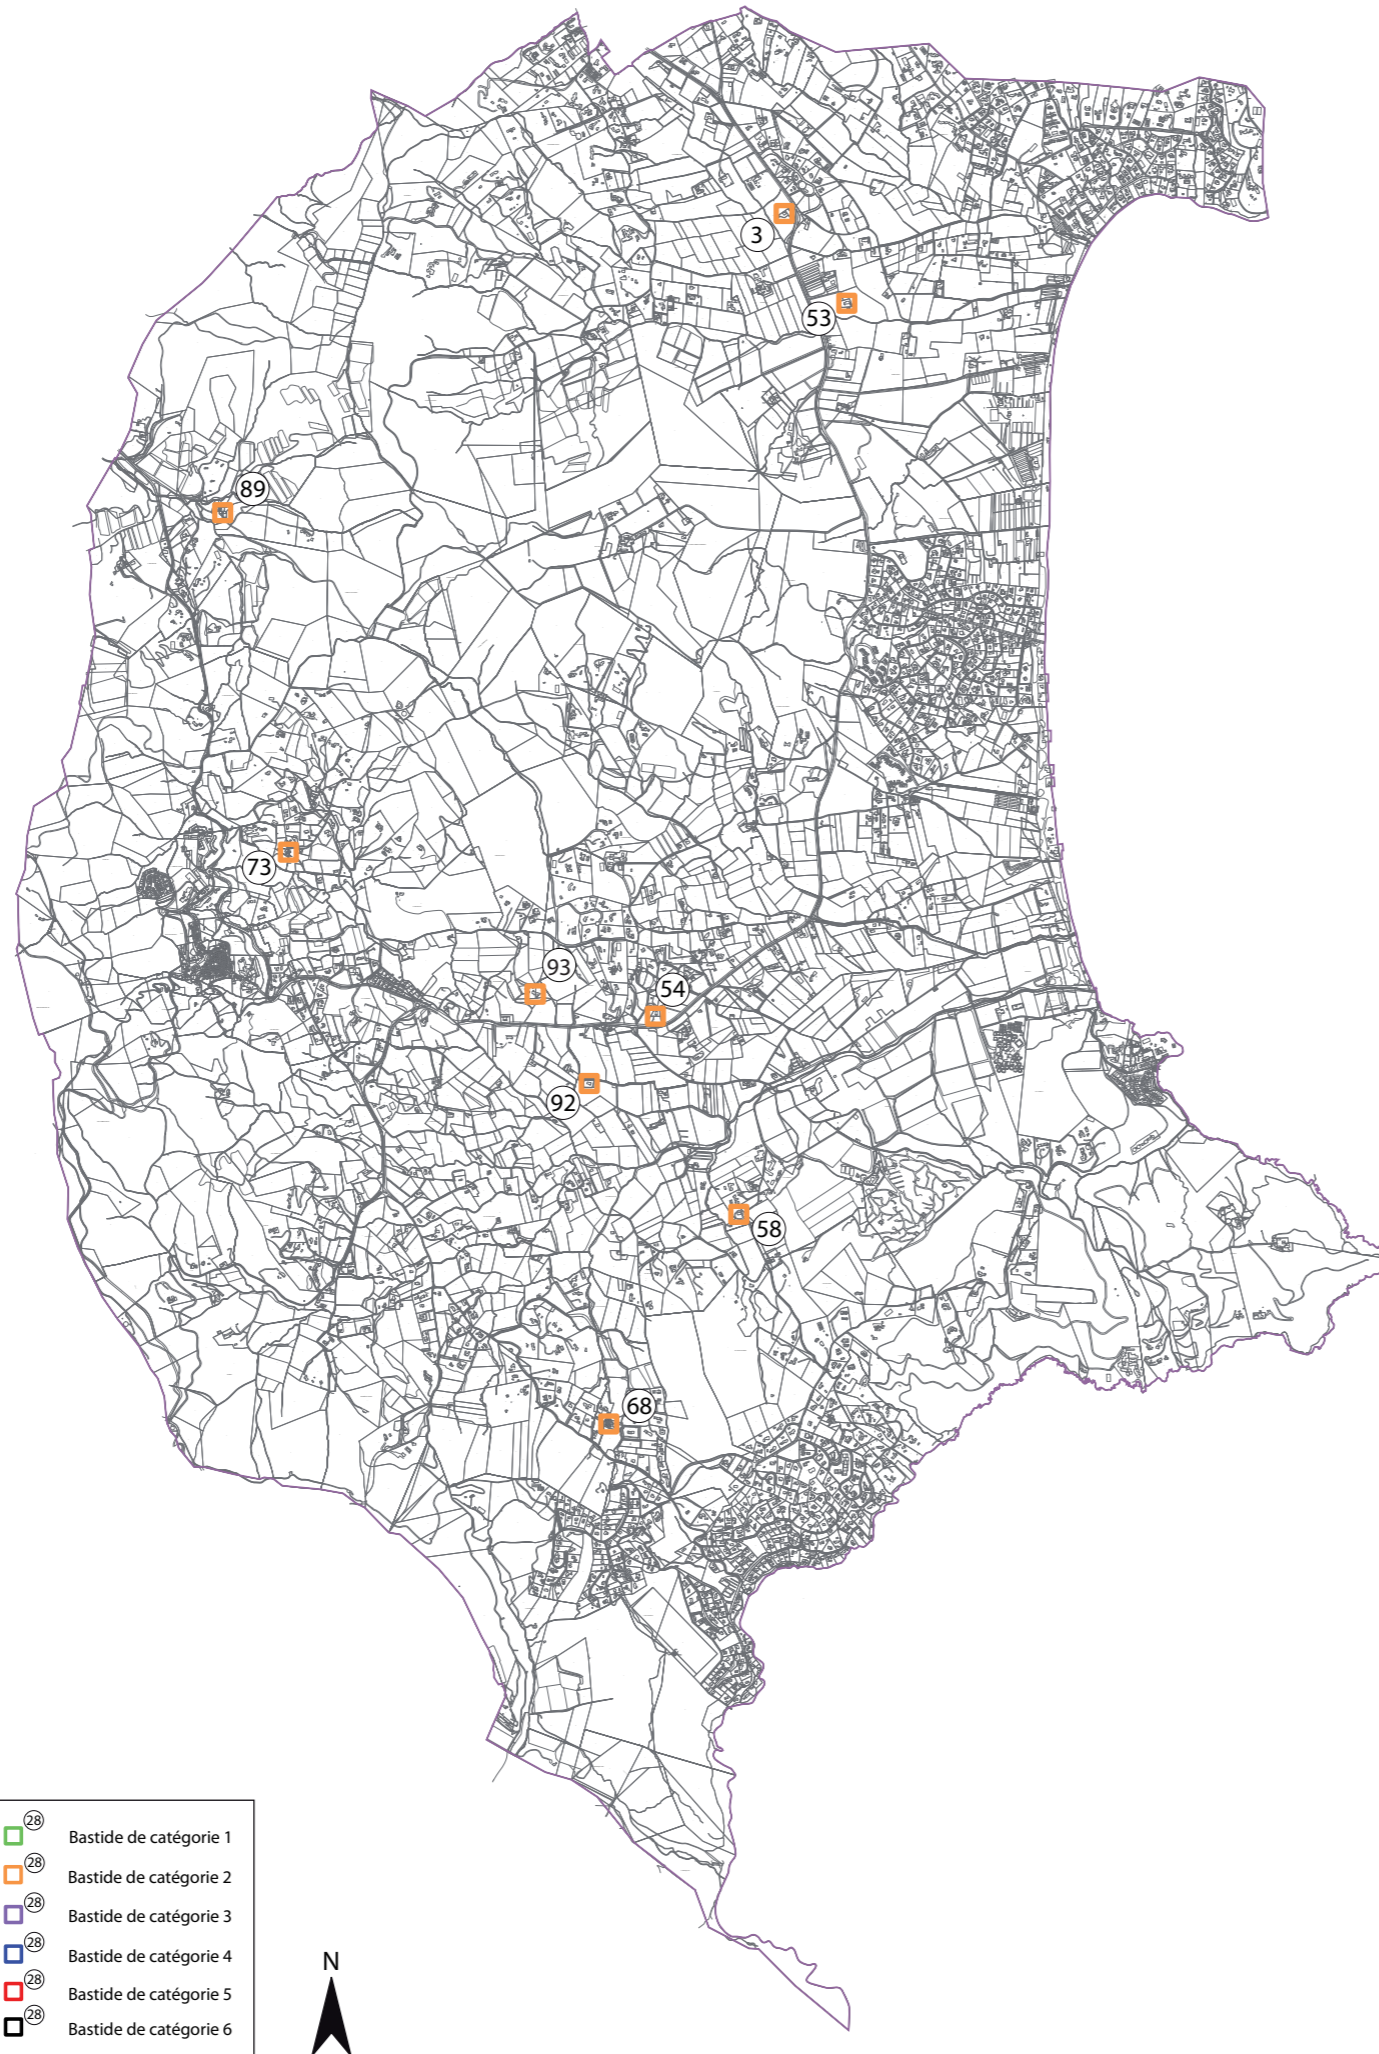 3
53
89
73
93
54
92
58
68
28 Bastide de catégorie 1
28 Bastide de catégorie 2
28 Bastide de catégorie 3
28 Bastide de catégorie 4
28 Bastide de catégorie 5
28 Bastide de catégorie 6
N